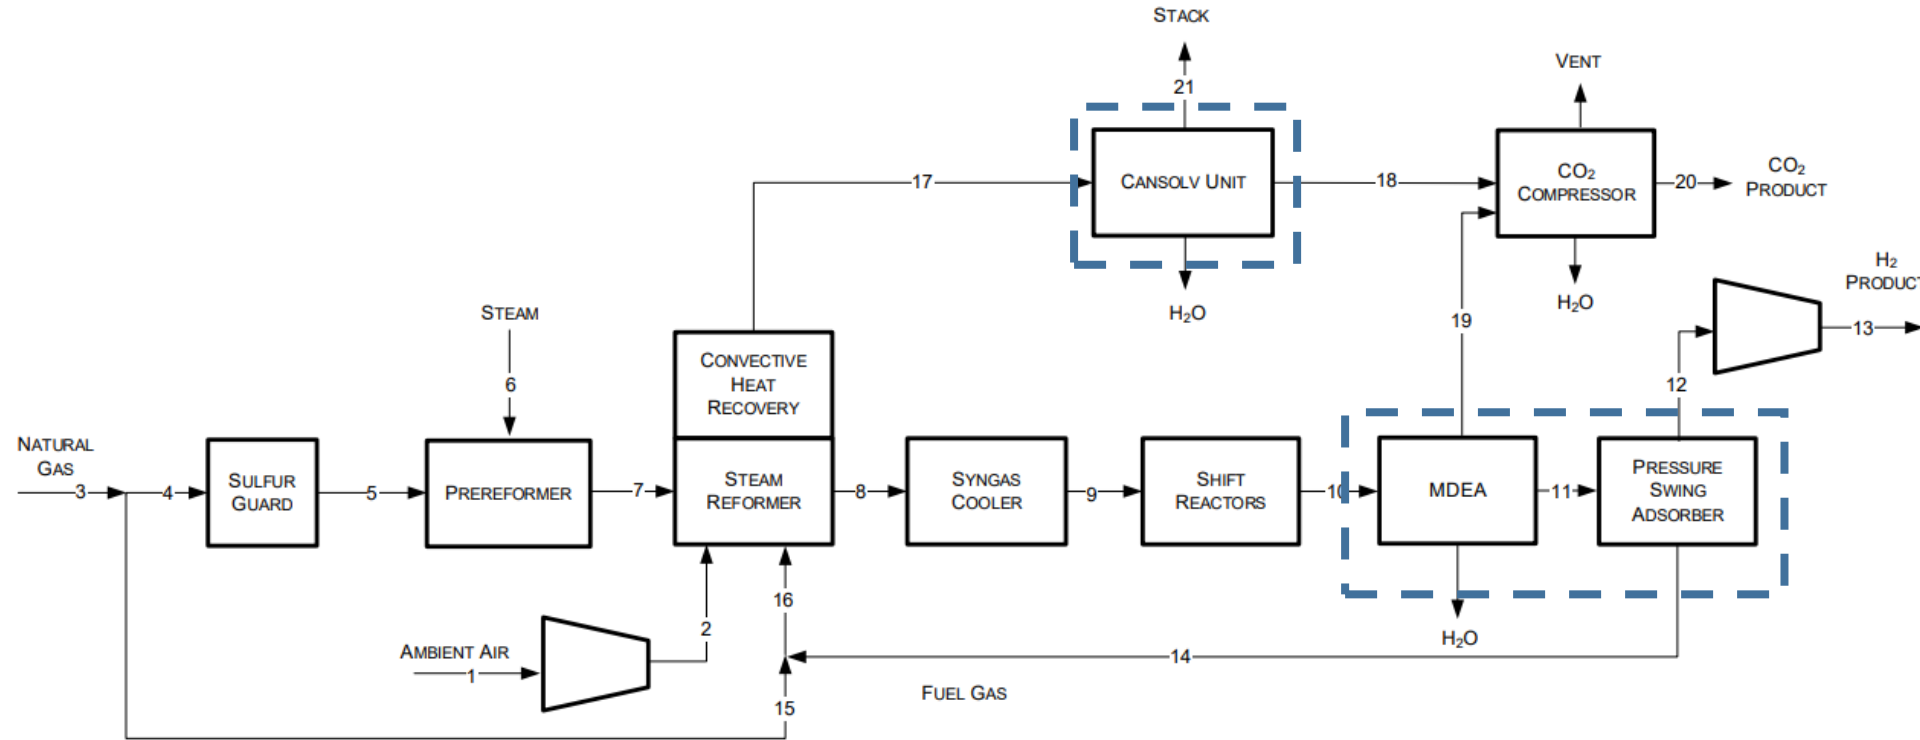 STACK
21
VENT
CANSOLV UNIT
17
18
CO2
COMPRESSOR
20
CO2
PRODUCT
H2O
H2O
H2
PRODUCT
13
19
12
STEAM
6
CONVECTIVE
HEAT
RECOVERY
NATURAL
GAS
3
4
SULFUR
GUARD
5
PREREFORMER
7
STEAM
REFORMER
8
SYNGAS
COOLER
9
SHIFT
REACTORS
10
MDEA
11
PRESSURE
SWING
ADSORBER
16
2
H2O
AMBIENT AIR
1
14
15
FUEL GAS